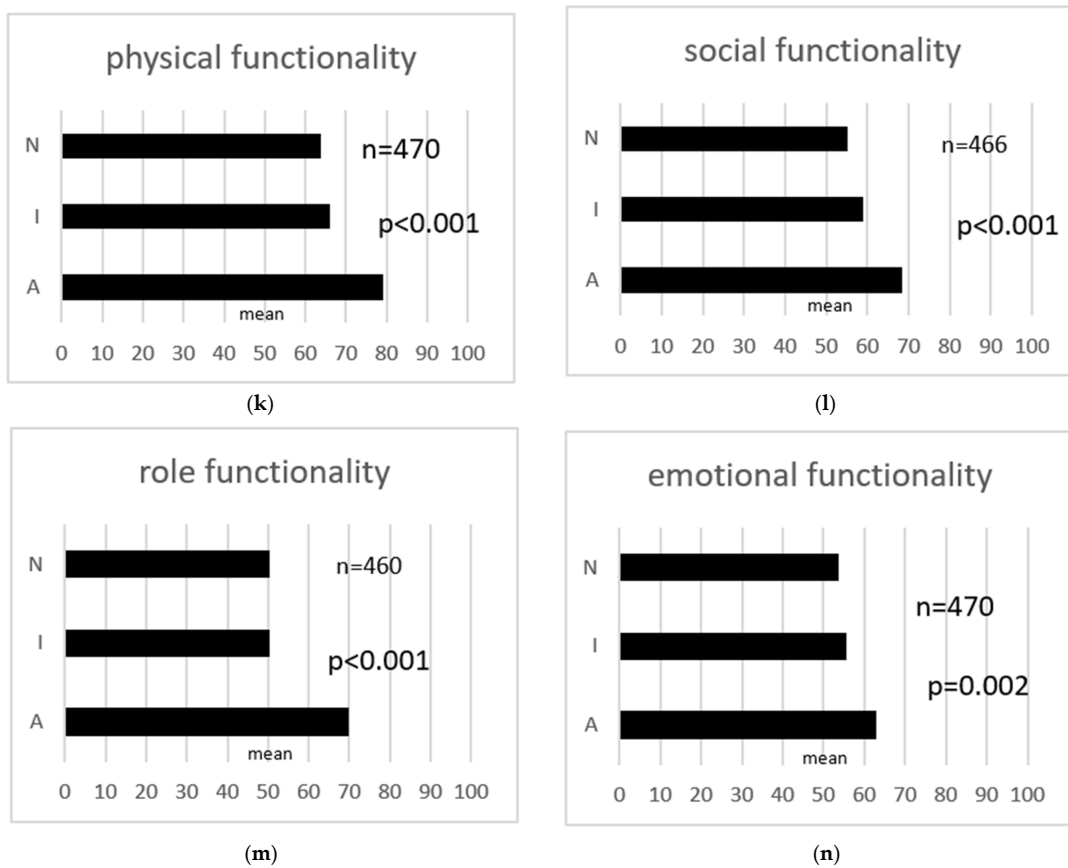 physical functionality
N
n=470
I
p<0.001
A
mean
0 10 20 30 40 50 60 70 80 90 100
(k)
social functionality
N
n=466
I
p<0.001
A
mean
0 10 20 30 40 50 60 70 80 90 100
(l)
role functionality
N
n=460
I
p<0.001
A
mean
0 10 20 30 40 50 60 70 80 90 100
(m)
emotional functionality
N
n=470
I
p=0.002
A
mean
0 10 20 30 40 50 60 70 80 90 100
(n)